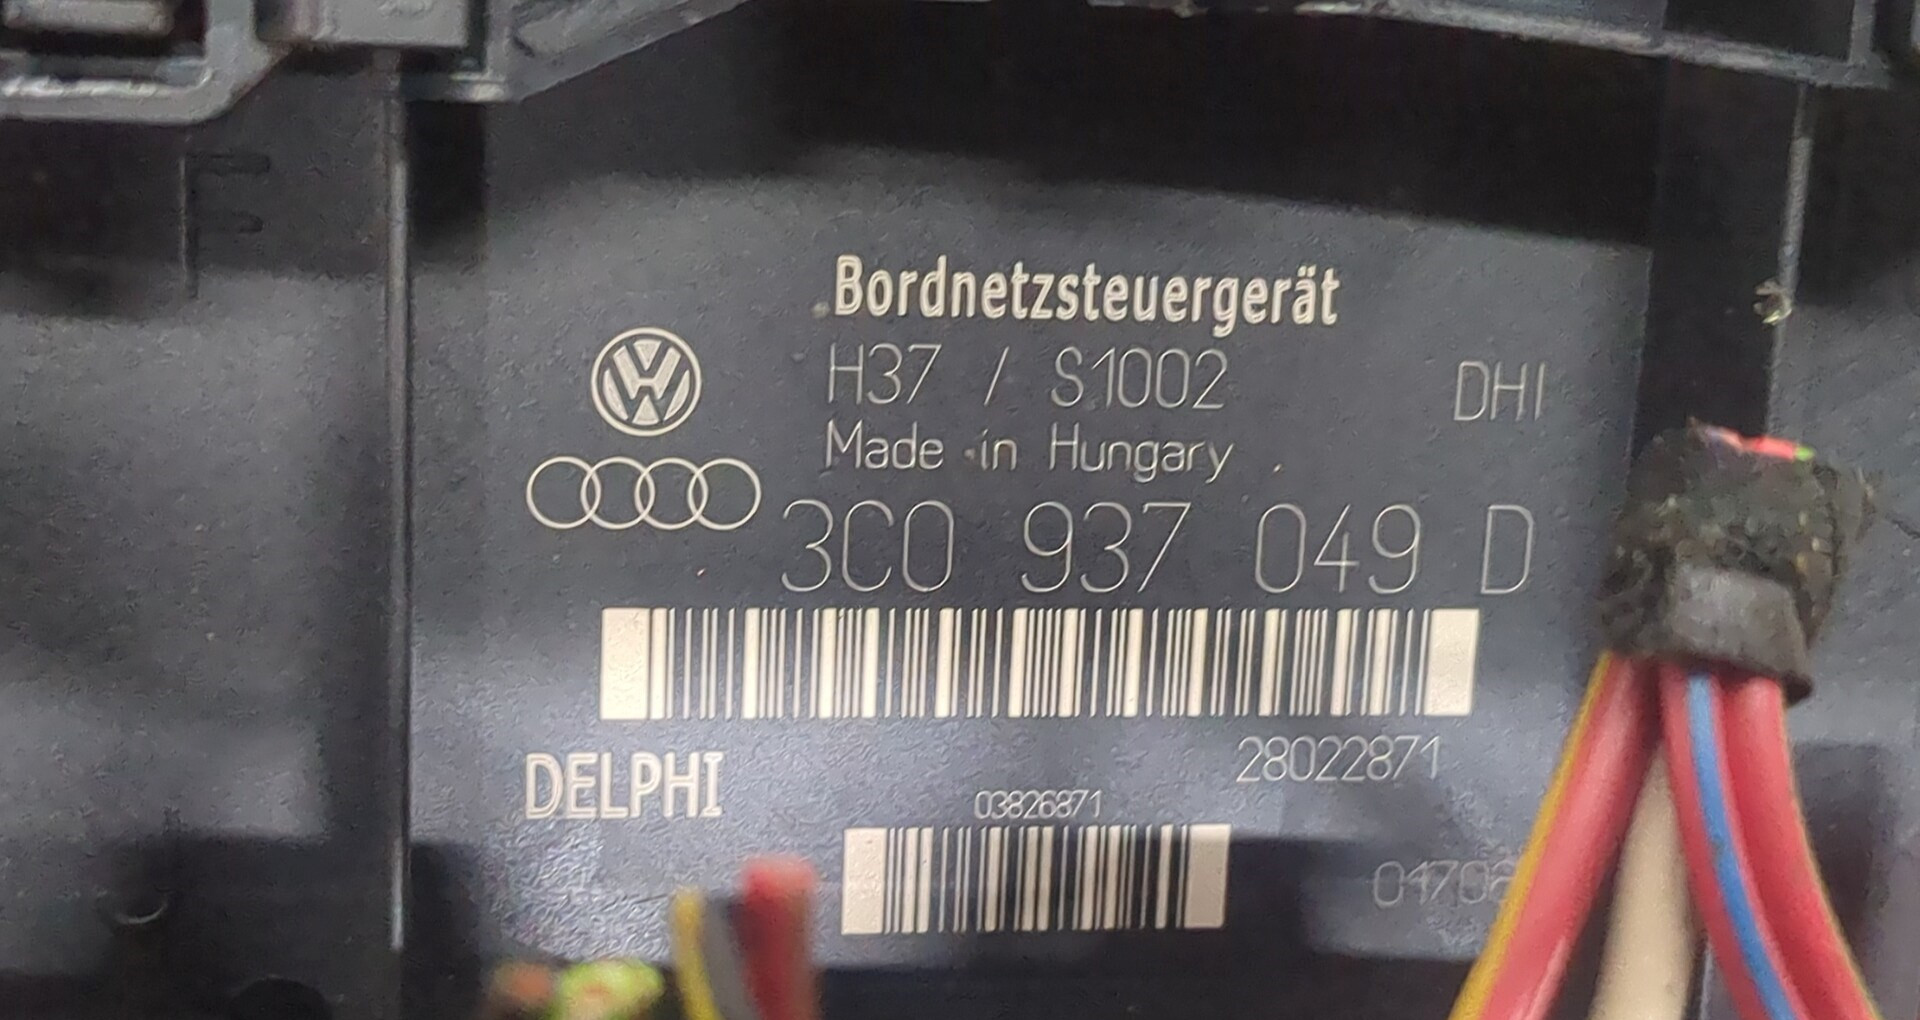 Bordnetzsteuergerät
H37 / S1002 DHI
Made in Hungary
3C0 937 049 D
DELPHI
28022871
03826871